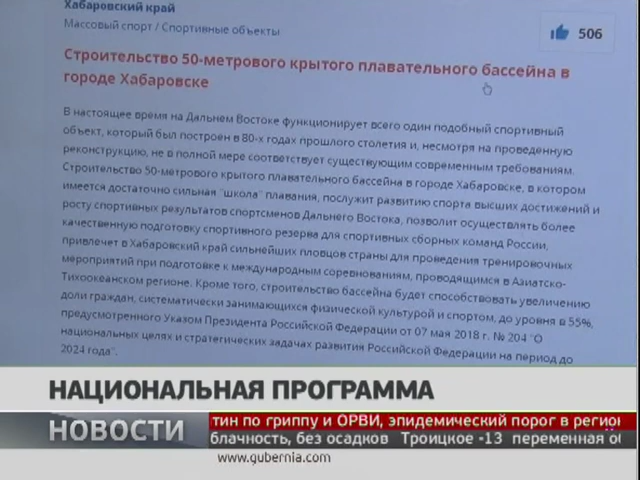 Хабаровский край
Массовый спорт / Спортивные объекты
506
Строительство 50-метрового крытого плавательного бассейна в
городе Хабаровске
В настоящее время на Дальнем Востоке функционирует всего один подобный спортивный
объект, который был построен в 80-х годах прошлого столетия и, несмотря на проведенную
реконструкцию, не в полной мере соответствует существующим современным требованиям.
Строительство 50-метрового крытого плавательного бассейна в городе Хабаровске, в котором
имеется достаточно сильная "школа" плавания, послужит развитию спорта высших достижений и
росту спортивных результатов спортсменов Дальнего Востока, позволит осуществлять более
качественную подготовку спортивного резерва для спортивных сборных команд России,
привлечет в Хабаровский край сильнейших пловцов страны для проведения тренировочных
мероприятий при подготовке к международным соревнованиям, проводящимся в Азиатско-
Тихоокеанском регионе. Кроме того, строительство бассейна будет способствовать увеличению
доли граждан, систематически занимающихся физической культурой и спортом, до уровня в 55%,
предусмотренного Указом Президента Российской Федерации от 07 мая 2018 г. № 204 "О
национальных целях и стратегических задачах развития Российской Федерации на период до
2024 года".
НАЦИОНАЛЬНАЯ ПРОГРАММА
НОВОСТИ
тин по гриппу и ОРВИ, эпидемический порог в регион
блачность, без осадков Троицкое -13 переменная об
www.gubernia.com